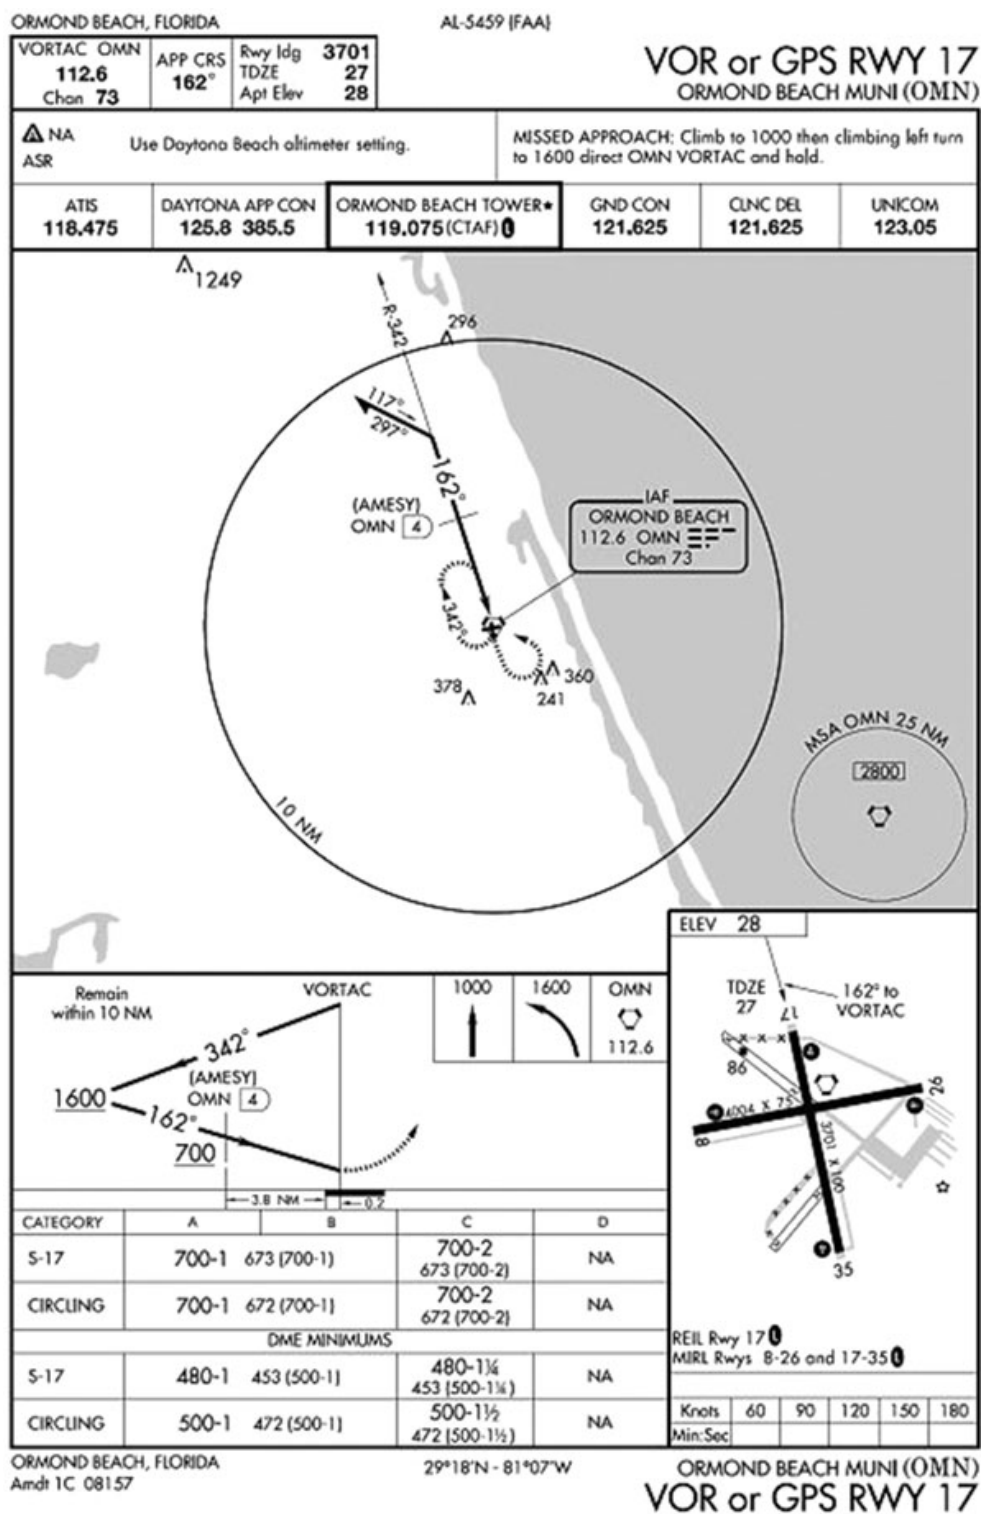 ORMOND BEACH, FLORIDA
AL-5459 (FAA)
VORTAC OMN
112.6
Chan 73
APP CRS
162°
Rwy ldg 3701
TDZE 27
Apt Elev 28
VOR or GPS RWY 17
ORMOND BEACH MUNI (OMN)
NA
ASR
Use Daytona Beach altimeter setting.
MISSED APPROACH: Climb to 1000 then climbing left turn
to 1600 direct OMN VORTAC and hold.
ATIS
118.475
DAYTONA APP CON
125.8 385.5
ORMOND BEACH TOWER★
119.075 (CTAF) L
GND CON
121.625
CLNC DEL
121.625
UNICOM
123.05
1249
R-342
296
117°
297°
162°
(AMESY)
OMN 4
IAF
ORMOND BEACH
112.6 OMN
Chan 73
342°
360
241
378
10 NM
MSA OMN 25 NM
2800
ELEV 28
TDZE
27
162° to
VORTAC
17
86
26
4004 X 75
8
3701 X 100
35
REIL Rwy 17 L
MIRL Rwys 8-26 and 17-35 L
Knots 60 90 120 150 180
Min:Sec
Remain
within 10 NM
VORTAC
1000
1600
OMN
112.6
342°
(AMESY)
OMN 4
1600
162°
700
3.8 NM
0.2
CATEGORY A B C D
S-17 700-1 673 (700-1) 700-2 673 (700-2) NA
CIRCLING 700-1 672 (700-1) 700-2 672 (700-2) NA
DME MINIMUMS
S-17 480-1 453 (500-1) 480-1¼ 453 (500-1¼) NA
CIRCLING 500-1 472 (500-1) 500-1½ 472 (500-1½) NA
ORMOND BEACH, FLORIDA
Amdt 1C 08157
29°18'N - 81°07'W
ORMOND BEACH MUNI (OMN)
VOR or GPS RWY 17